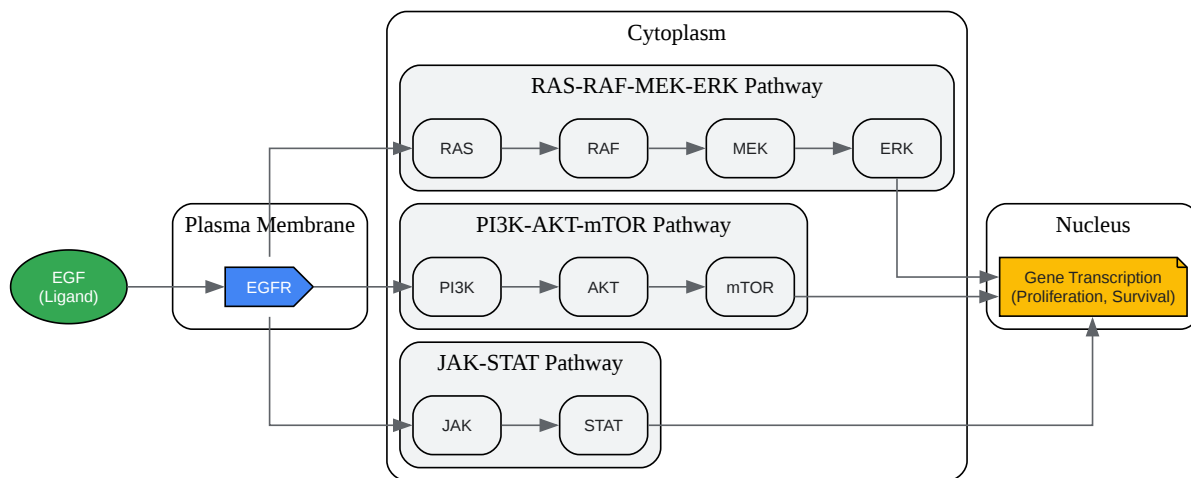 Cytoplasm
RAS-RAF-MEK-ERK Pathway
RAS
RAF
MEK
ERK
Plasma Membrane
PI3K-AKT-mTOR Pathway
Nucleus
EGF
(Ligand)
EGFR
PI3K
AKT
mTOR
Gene Transcription
(Proliferation, Survival)
JAK-STAT Pathway
JAK
STAT